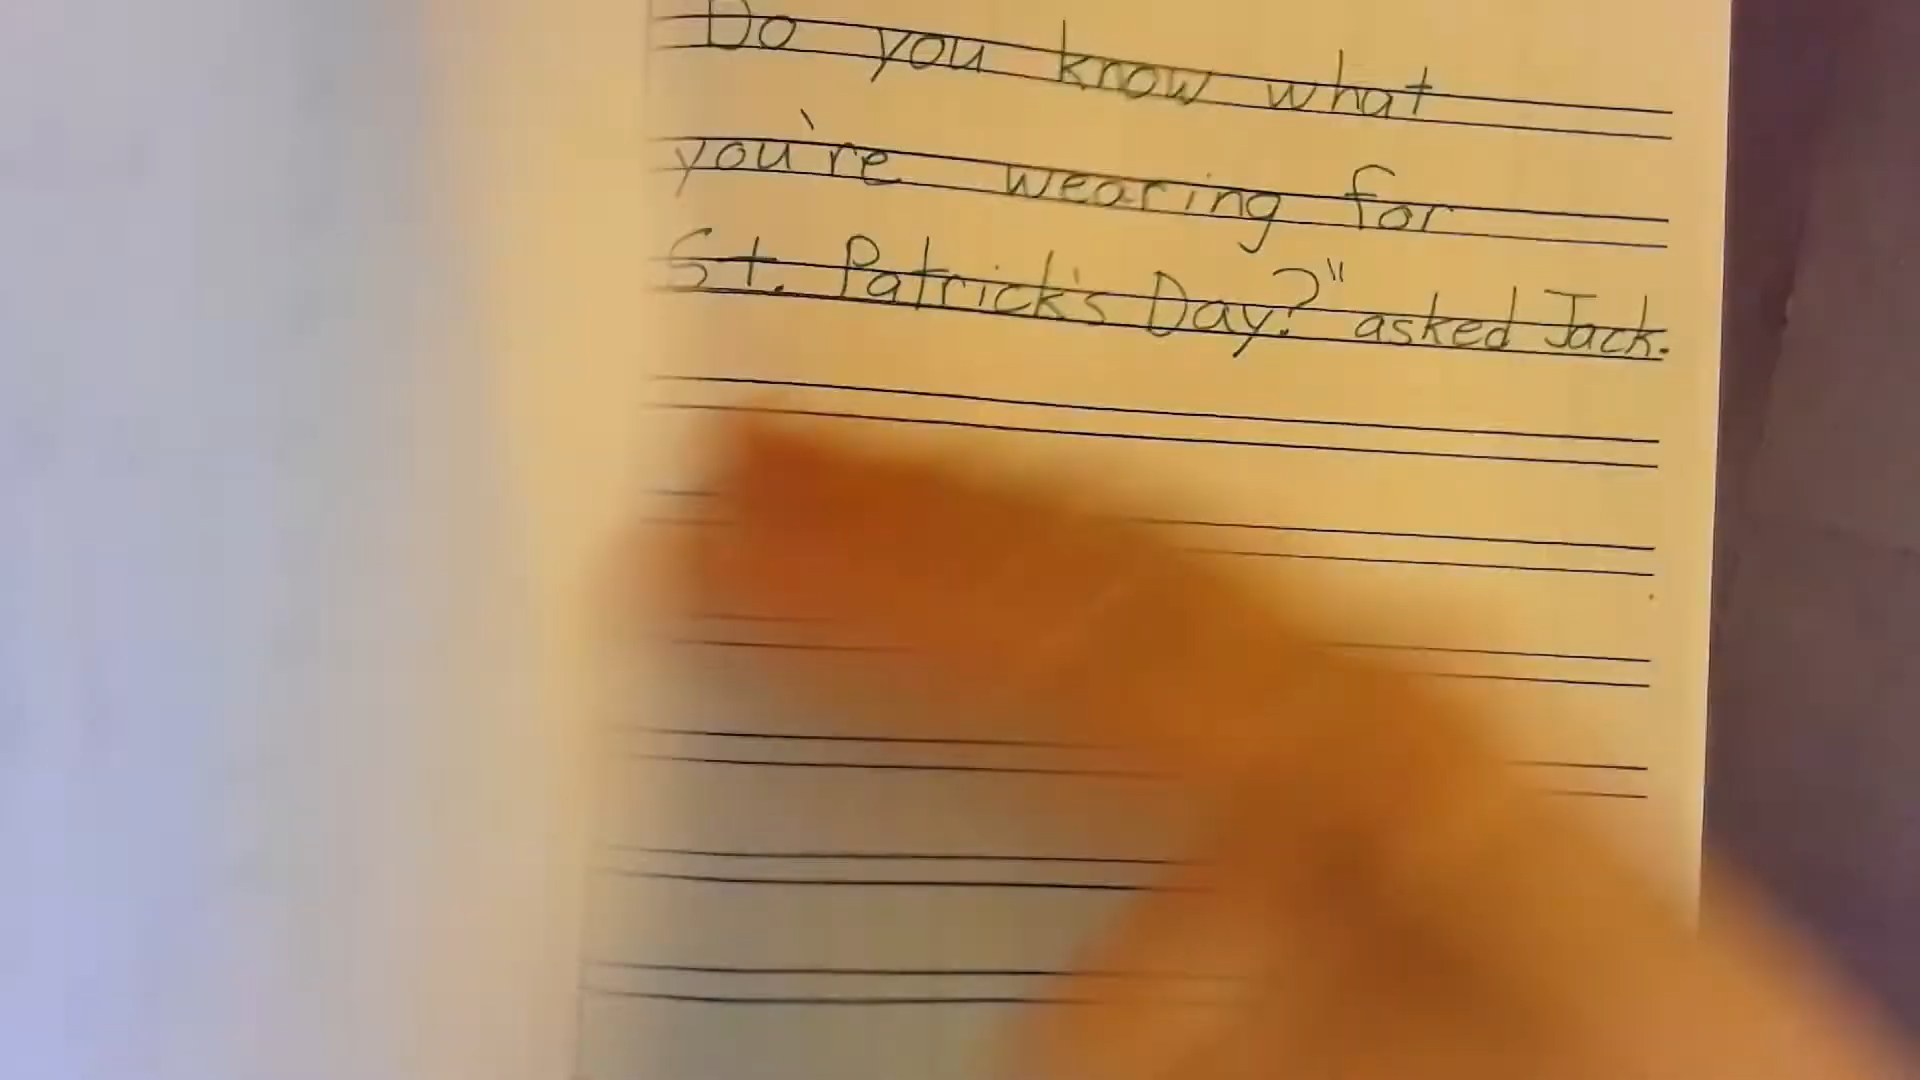 Do you know what
you're wearing for
St. Patrick's Day?" asked Jack.